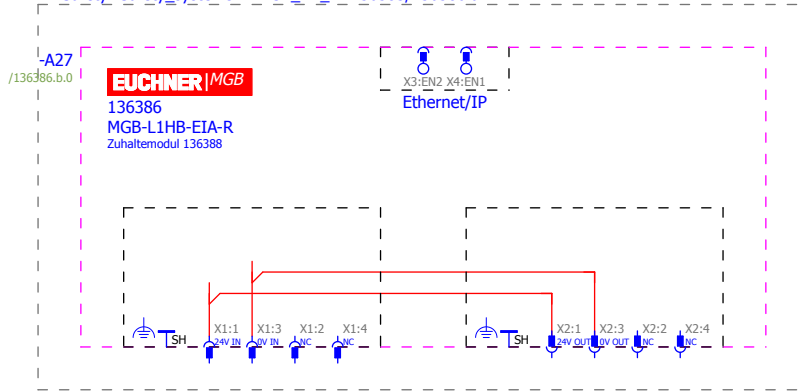 -A27
/136386.b.0
EUCHNER|MGB
136386
MGB-L1HB-EIA-R
Zuhaltemodul 136388
X3:EN2 X4:EN1
Ethernet/IP
X1:1 X1:3 X1:2 X1:4
SH 24V IN 0V IN NC NC
X2:1 X2:3 X2:2 X2:4
SH 24V OUT 0V OUT NC NC